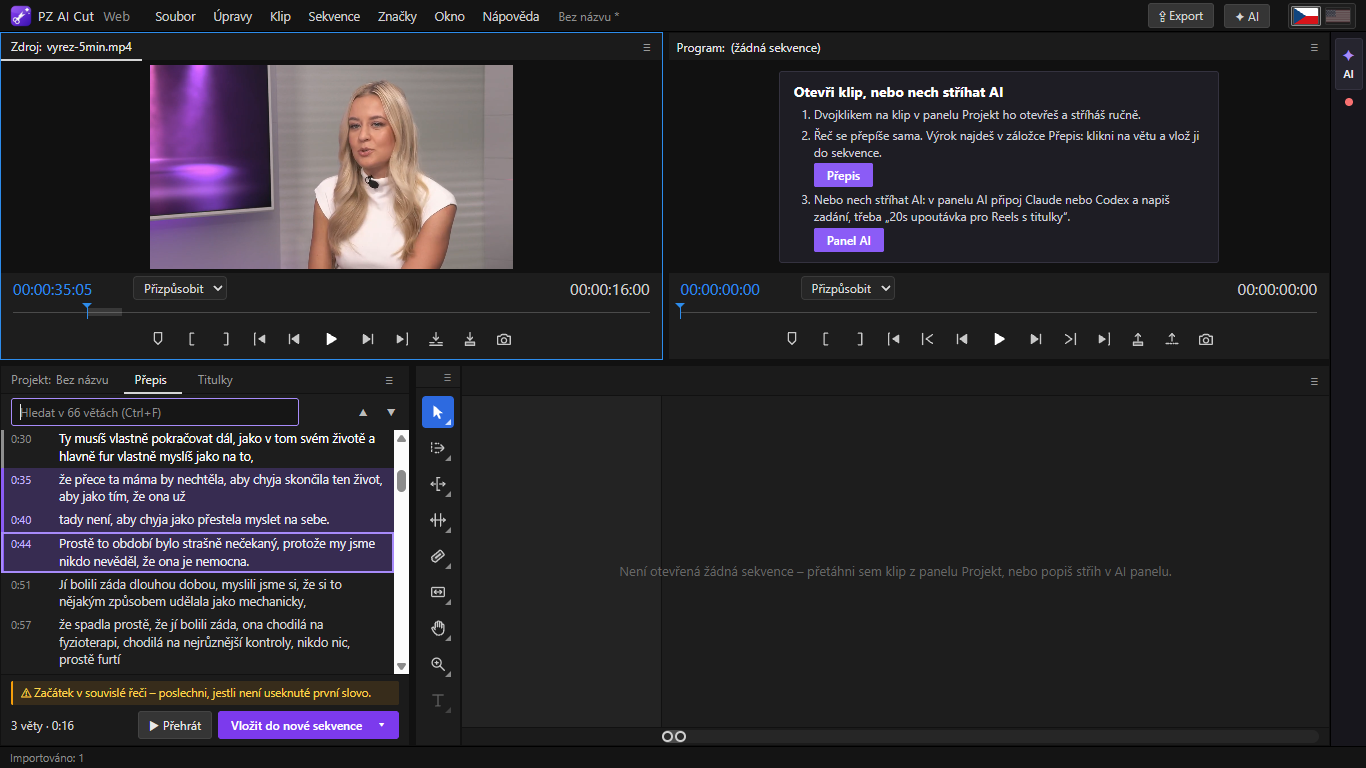 PZ AI Cut Web Soubor Úpravy Klip Sekvence Značky Okno Nápověda Bez názvu * Export AI
Zdroj: vyrez-5min.mp4
00:00:35:05 Přizpůsobit 00:00:16:00
Program: (žádná sekvence)
Otevři klip, nebo nech stříhat AI
1. Dvojklikem na klip v panelu Projekt ho otevřeš a stříháš ručně.
2. Řeč se přepíše sama. Výrok najdeš v záložce Přepis: klikni na větu a vlož ji
do sekvence.
Přepis
3. Nebo nech stříhat AI: v panelu AI připoj Claude nebo Codex a napiš
zadání, třeba „20s upoutávka pro Reels s titulky“.
Panel AI
00:00:00:00 Přizpůsobit 00:00:00:00
AI
Projekt: Bez názvu Přepis Titulky
Hledat v 66 větách (Ctrl+F)
0:30 Ty musíš vlastně pokračovat dál, jako v tom svém životě a
hlavně fur vlastně myslíš jako na to,
0:35 že přece ta máma by nechtěla, aby chyja skončila ten život,
aby jako tím, že ona už
0:40 tady není, aby chyja jako přestela myslet na sebe.
0:44 Prostě to období bylo strašně nečekaný, protože my jsme
nikdo nevěděl, že ona je nemocna.
0:51 Jí bolili záda dlouhou dobou, myslili jsme si, že si to
nějakým způsobem udělala jako mechanicky,
0:57 že spadla prostě, že jí bolili záda, ona chodilá na
fyzioterapi, chodilá na nejrůznější kontroly, nikdo nic,
prostě furtí
Začátek v souvislé řeči – poslechni, jestli není useknuté první slovo.
3 věty · 0:16 Přehrát Vložit do nové sekvence
Není otevřená žádná sekvence – přetáhni sem klip z panelu Projekt, nebo popiš střih v AI panelu.
Importováno: 1